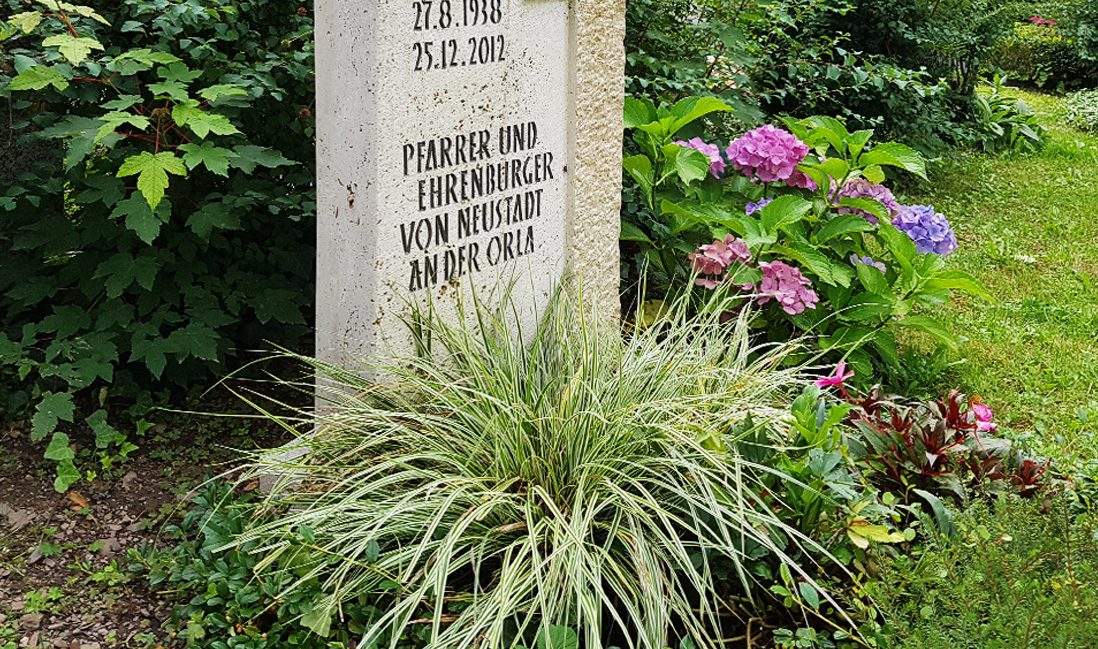 27.8.1938
25.12.2012
PFARRER UND
EHRENBÜRGER
VON NEUSTADT
AN DER ORLA